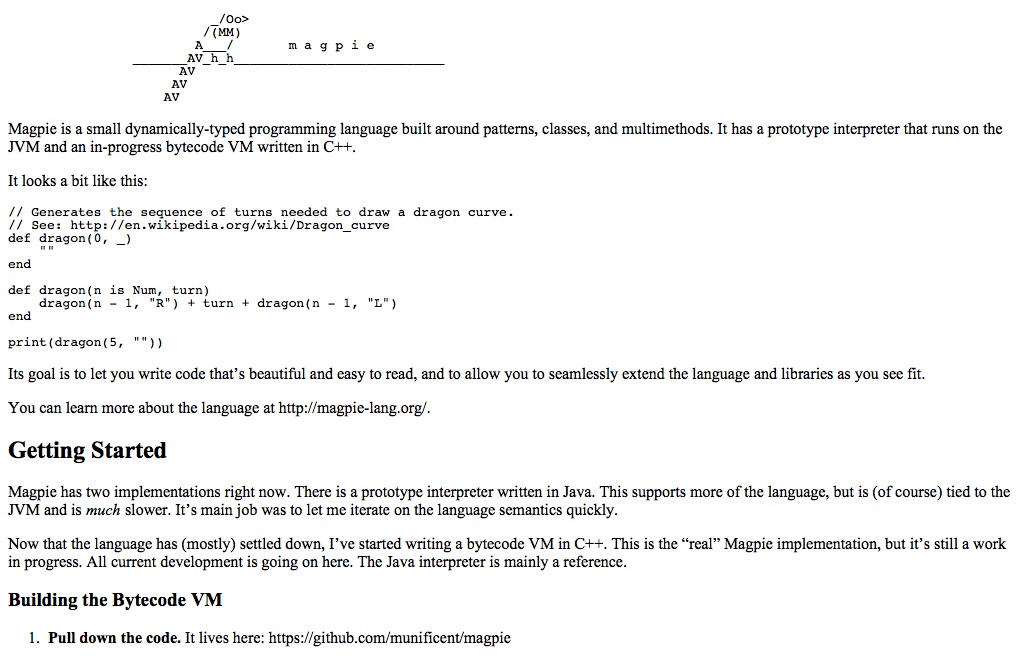 _/Oo>
/(MM)
A___/ m a g p i e
__________AV_h_h___________________________
AV
AV
AV
Magpie is a small dynamically-typed programming language built around patterns, classes, and multimethods. It has a prototype interpreter that runs on the
JVM and an in-progress bytecode VM written in C++.
It looks a bit like this:
// Generates the sequence of turns needed to draw a dragon curve.
// See: http://en.wikipedia.org/wiki/Dragon_curve
def dragon(0, _)
""
end
def dragon(n is Num, turn)
dragon(n - 1, "R") + turn + dragon(n - 1, "L")
end
print(dragon(5, ""))
Its goal is to let you write code that’s beautiful and easy to read, and to allow you to seamlessly extend the language and libraries as you see fit.
You can learn more about the language at http://magpie-lang.org/.
Getting Started
Magpie has two implementations right now. There is a prototype interpreter written in Java. This supports more of the language, but is (of course) tied to the
JVM and is much slower. It’s main job was to let me iterate on the language semantics quickly.
Now that the language has (mostly) settled down, I’ve started writing a bytecode VM in C++. This is the “real” Magpie implementation, but it’s still a work
in progress. All current development is going on here. The Java interpreter is mainly a reference.
Building the Bytecode VM
1. Pull down the code. It lives here: https://github.com/munificent/magpie